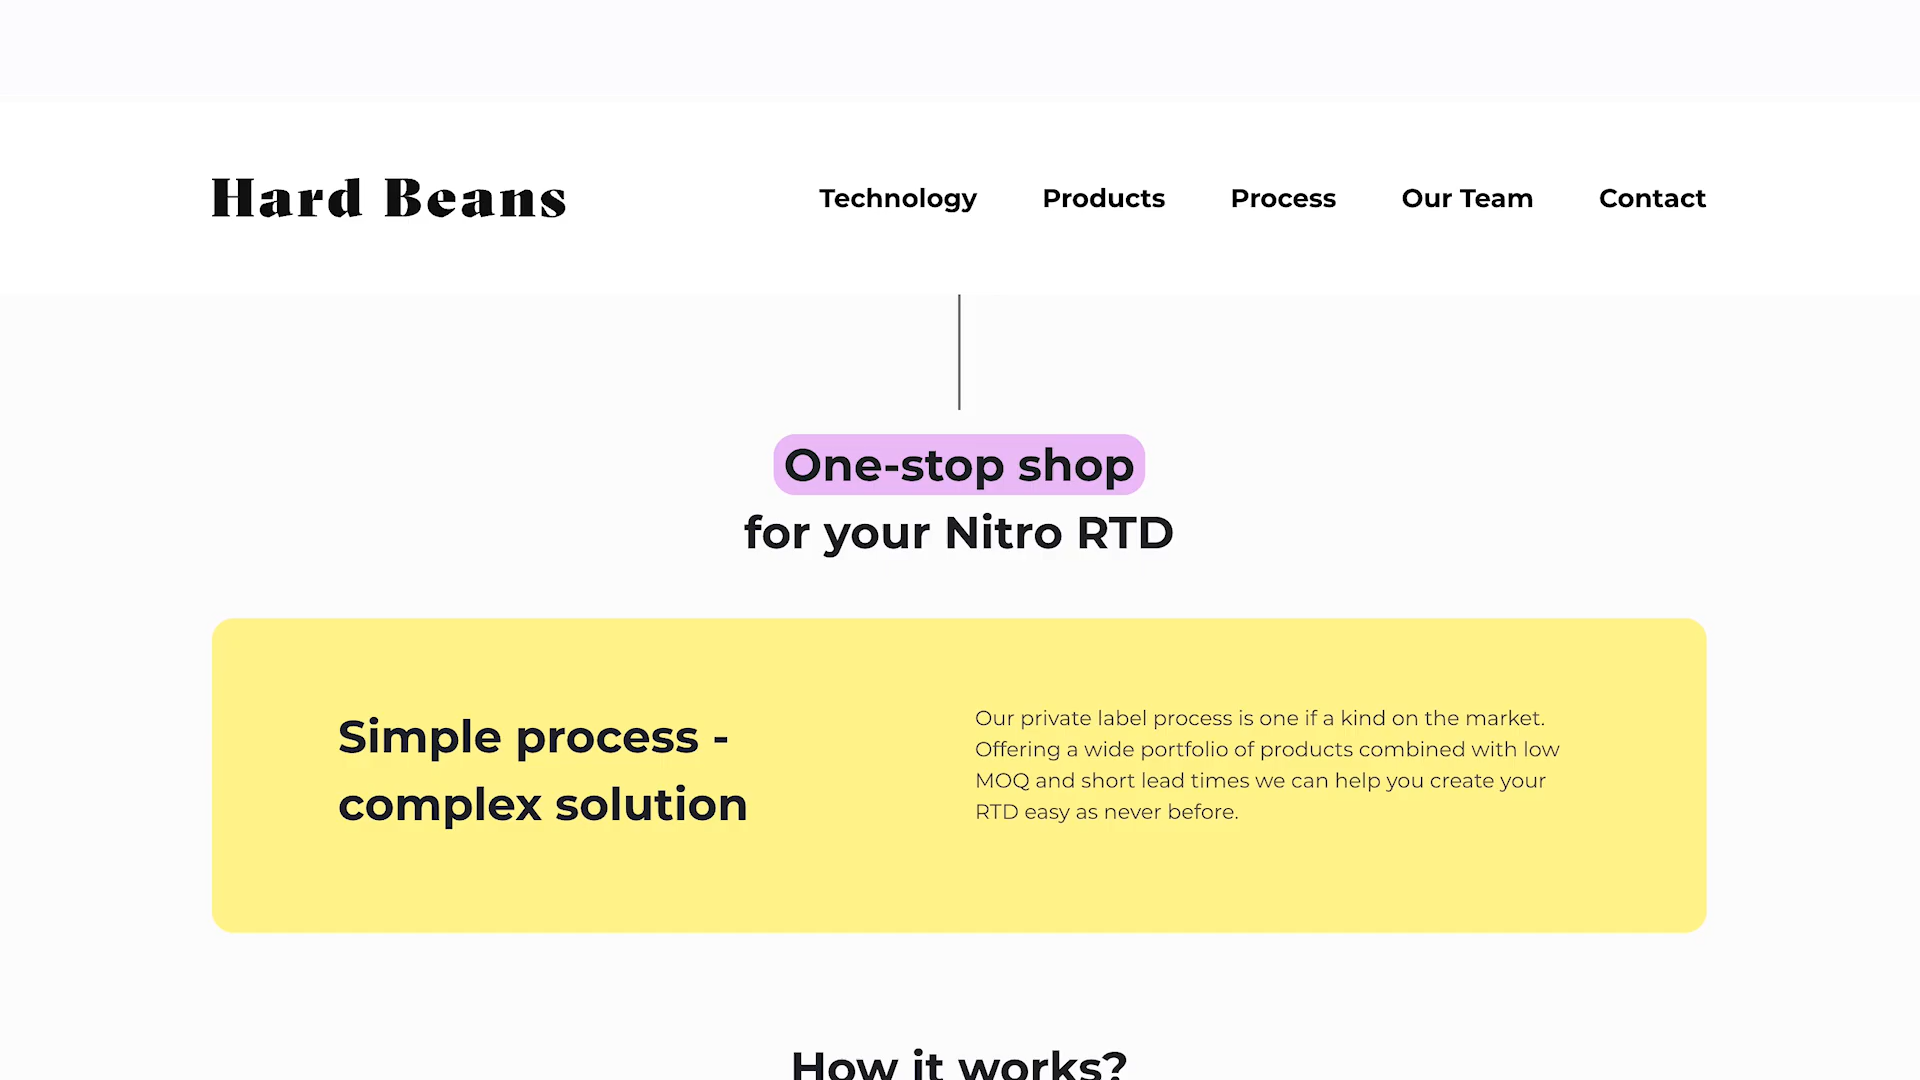 Hard Beans
Technology
Products
Process
Our Team
Contact
One-stop shop
for your Nitro RTD
Simple process -
complex solution
Our private label process is one if a kind on the market.
Offering a wide portfolio of products combined with low
MOQ and short lead times we can help you create your
RTD easy as never before.
How it works?